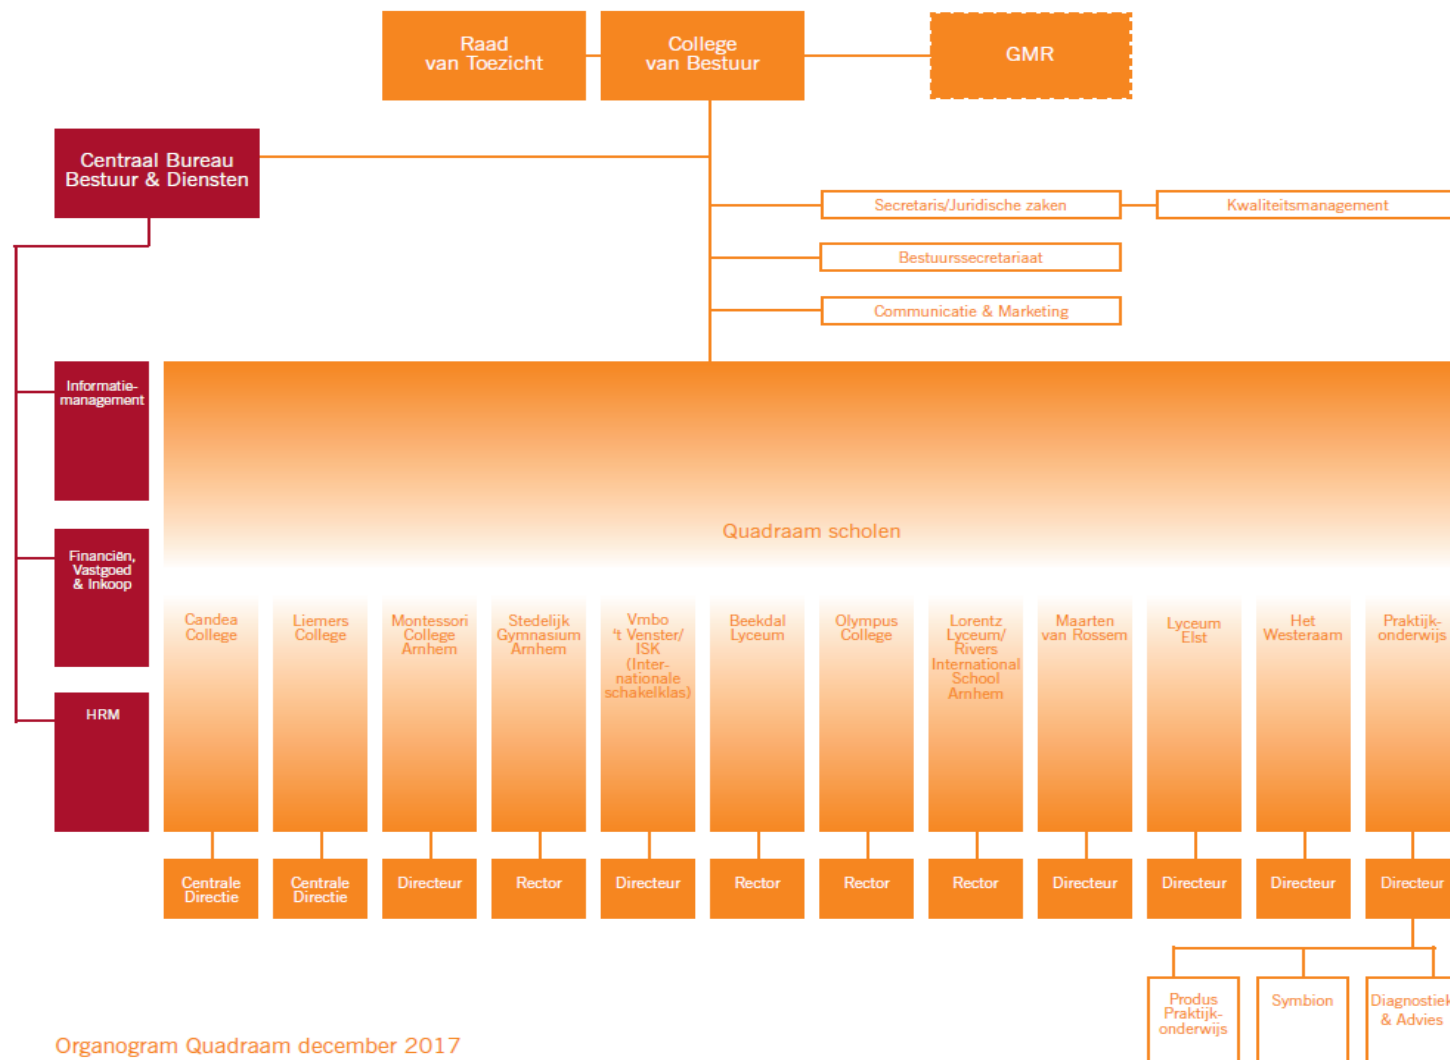 Raad
van Toezicht
College
van Bestuur
GMR
Centraal Bureau
Bestuur & Diensten
Secretaris/Juridische zaken
Kwaliteitsmanagement
Bestuurssecretariaat
Communicatie & Marketing
Informatie-
management
Financiën,
Vastgoed
& Inkoop
HRM
Quadraam scholen
Candea
College
Liemers
College
Montessori
College
Arnhem
Stedelijk
Gymnasium
Arnhem
Vmbo
't Venster/
ISK
(Inter-
nationale
schakelklas)
Beekdal
Lyceum
Olympus
College
Lorentz
Lyceum/
Rivers
International
School
Arnhem
Maarten
van Rossem
Lyceum
Elst
Het
Westeraam
Praktijk-
onderwijs
Centrale
Directie
Centrale
Directie
Directeur
Rector
Directeur
Rector
Rector
Rector
Directeur
Directeur
Directeur
Directeur
Produs
Praktijk-
onderwijs
Symbion
Diagnostiek
& Advies
Organogram Quadraam december 2017